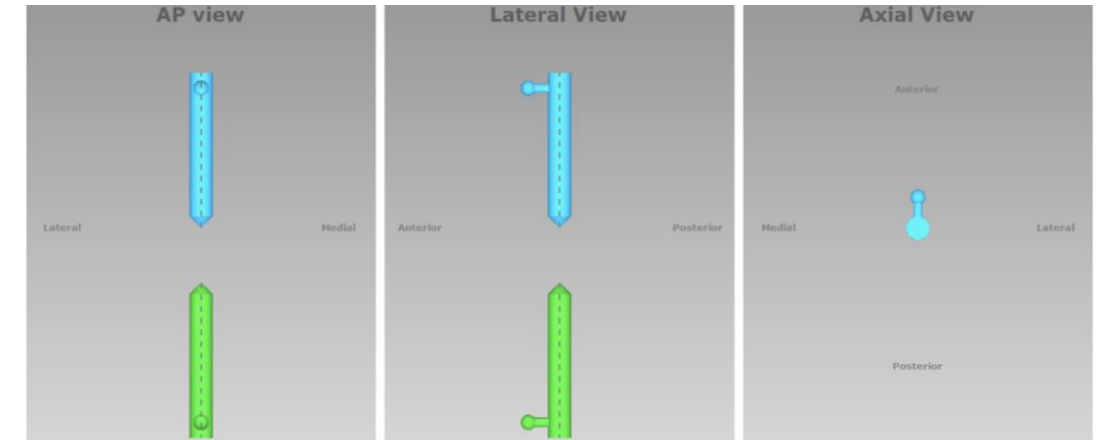 AP view
Lateral View
Axial View
Anterior
Lateral
Medial
Anterior
Posterior
Medial
Lateral
Posterior